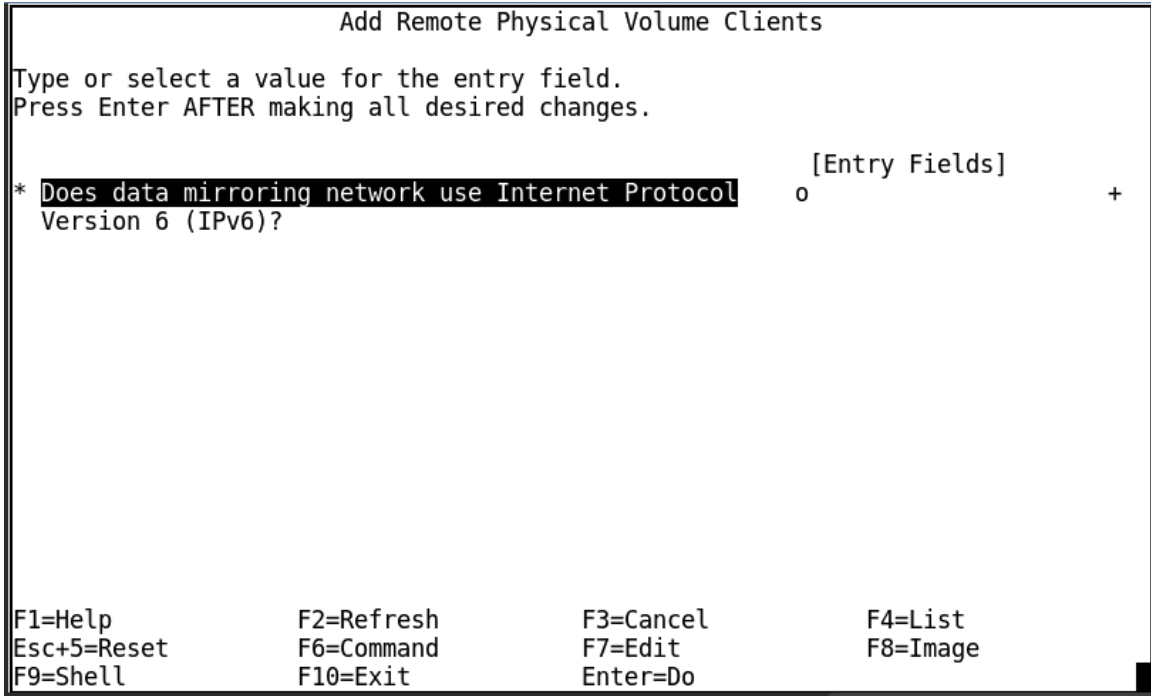 Add Remote Physical Volume Clients
Type or select a value for the entry field.
Press Enter AFTER making all desired changes.
[Entry Fields]
* Does data mirroring network use Internet Protocol o +
Version 6 (IPv6)?
F1=Help F2=Refresh F3=Cancel F4=List
Esc+5=Reset F6=Command F7=Edit F8=Image
F9=Shell F10=Exit Enter=Do